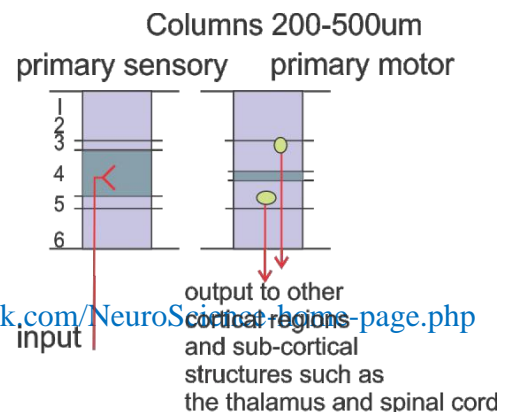 Columns 200-500um
primary sensory primary motor
1
2
3
4
5
6
output to other
k.com/NeuroScience-home-page.php
cortical regions
input
and sub-cortical
structures such as
the thalamus and spinal cord